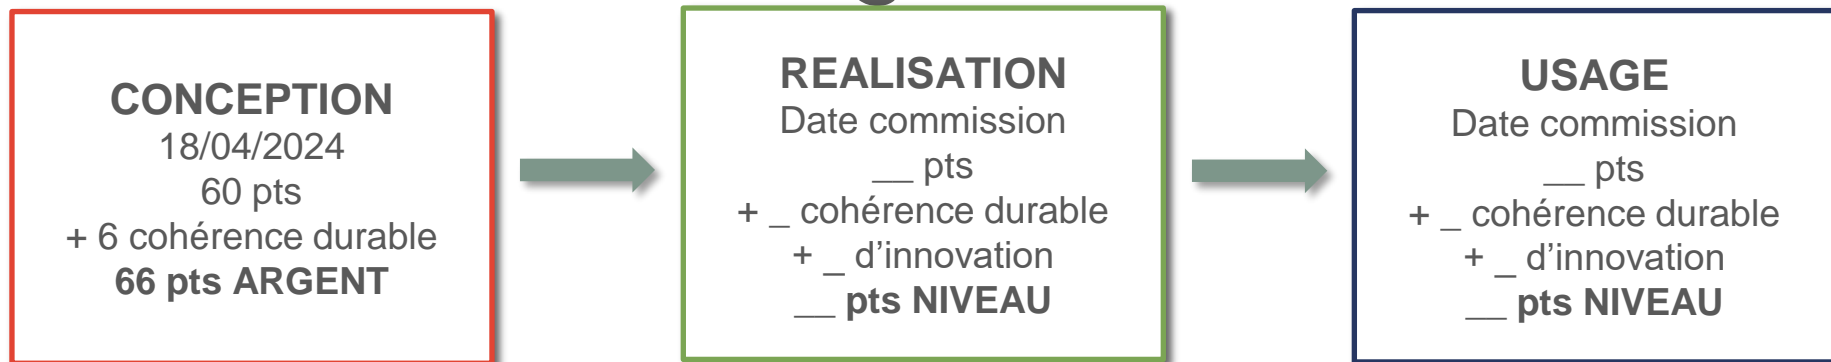 CONCEPTION
18/04/2024
60 pts
+ 6 cohérence durable
66 pts ARGENT
REALISATION
Date commission
__ pts
+ _ cohérence durable
+ _ d’innovation
__ pts NIVEAU
USAGE
Date commission
__ pts
+ _ cohérence durable
+ _ d’innovation
__ pts NIVEAU